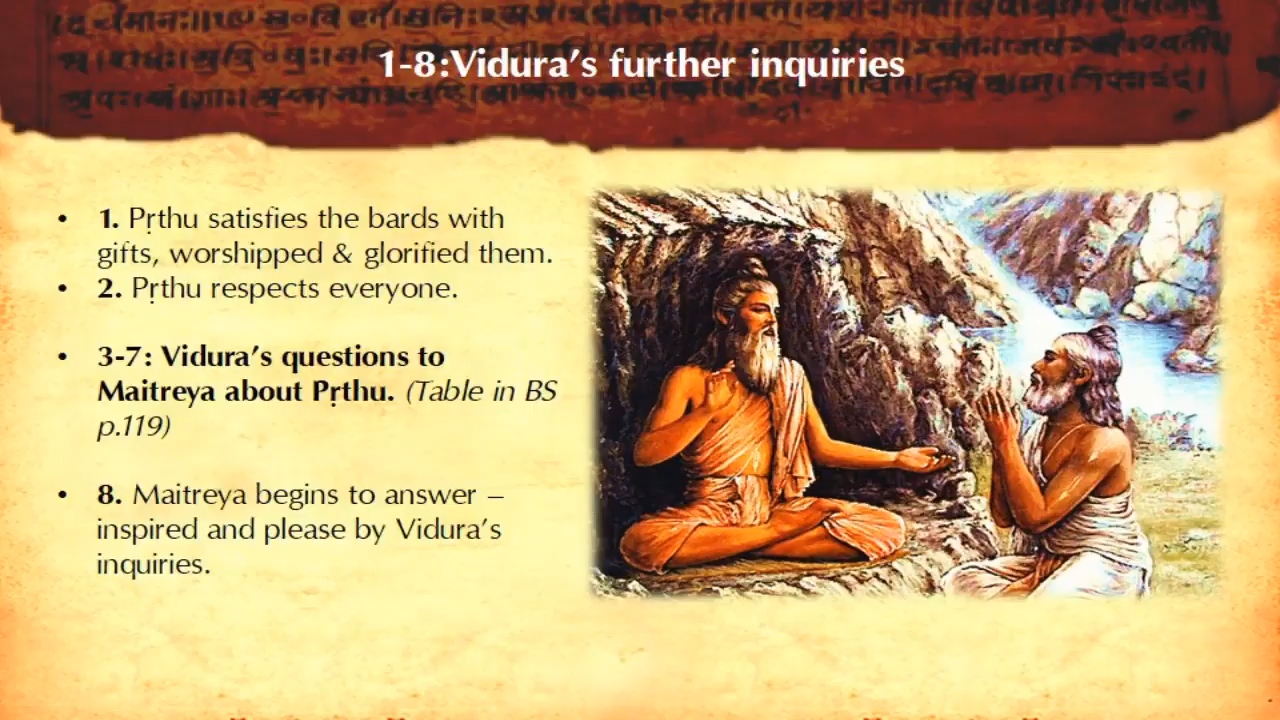 1-8:Vidura’s further inquiries
• 1. Pṛthu satisfies the bards with
gifts, worshipped & glorified them.
• 2. Pṛthu respects everyone.
• 3-7: Vidura’s questions to
Maitreya about Pṛthu. (Table in BS
p.119)
• 8. Maitreya begins to answer –
inspired and please by Vidura’s
inquiries.